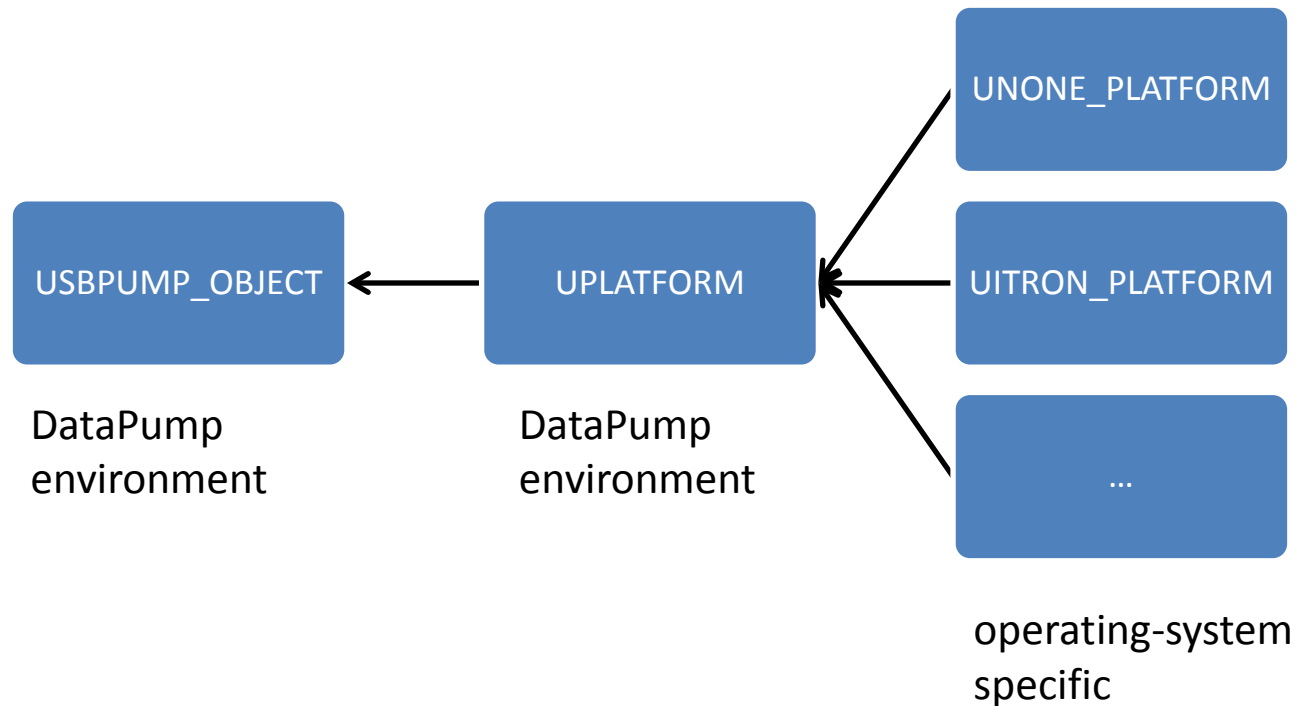 UNONE_PLATFORM
USBPUMP_OBJECT
UPLATFORM
UITRON_PLATFORM
DataPump
environment
DataPump
environment
...
operating-system
specific